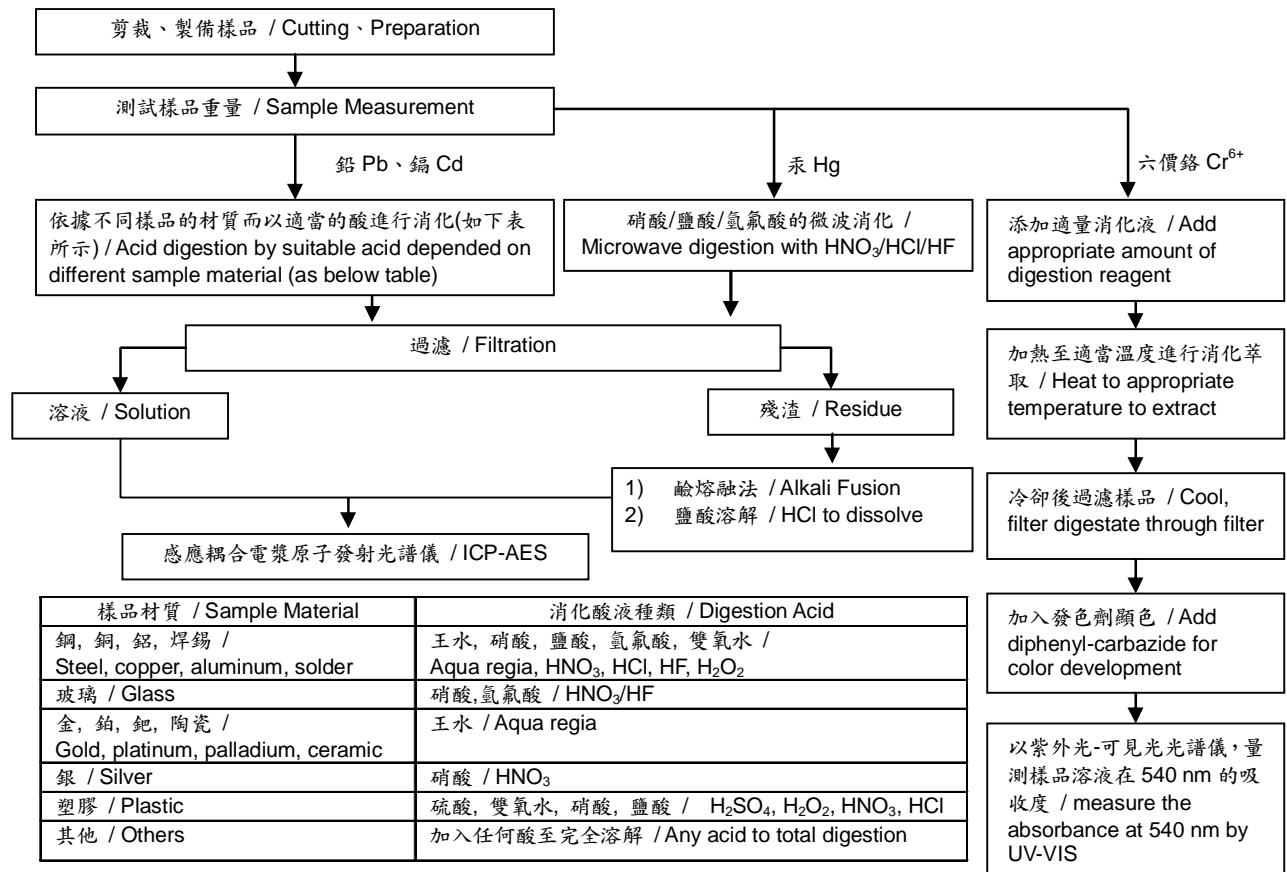 剪裁、製備樣品 / Cutting、Preparation
測試樣品重量 / Sample Measurement
鉛 Pb、鎘 Cd
汞 Hg
六價鉻 Cr⁶⁺
依據不同樣品的材質而以適當的酸進行消化(如下表
所示) / Acid digestion by suitable acid depended on
different sample material (as below table)
硝酸/鹽酸/氫氟酸的微波消化 /
Microwave digestion with HNO₃/HCl/HF
添加適量消化液 / Add
appropriate amount of
digestion reagent
過濾 / Filtration
加熱至適當溫度進行消化萃
取 / Heat to appropriate
temperature to extract
溶液 / Solution
殘渣 / Residue
1) 鹼熔融法 / Alkali Fusion
2) 鹽酸溶解 / HCl to dissolve
冷卻後過濾樣品 / Cool,
filter digestate through filter
感應耦合電漿原子發射光譜儀 / ICP-AES
加入發色劑顯色 / Add
diphenyl-carbazide for
color development
以紫外光-可見光光譜儀，量
測樣品溶液在 540 nm 的吸
收度 / measure the
absorbance at 540 nm by
UV-VIS
樣品材質 / Sample Material 消化酸液種類 / Digestion Acid
鋼, 銅, 鋁, 焊錫 / 王水, 硝酸, 鹽酸, 氫氟酸, 雙氧水 /
Steel, copper, aluminum, solder Aqua regia, HNO₃, HCl, HF, H₂O₂
玻璃 / Glass 硝酸,氫氟酸 / HNO₃/HF
金, 鉑, 鈀, 陶瓷 / 王水 / Aqua regia
Gold, platinum, palladium, ceramic
銀 / Silver 硝酸 / HNO₃
塑膠 / Plastic 硫酸, 雙氧水, 硝酸, 鹽酸 / H₂SO₄, H₂O₂, HNO₃, HCl
其他 / Others 加入任何酸至完全溶解 / Any acid to total digestion